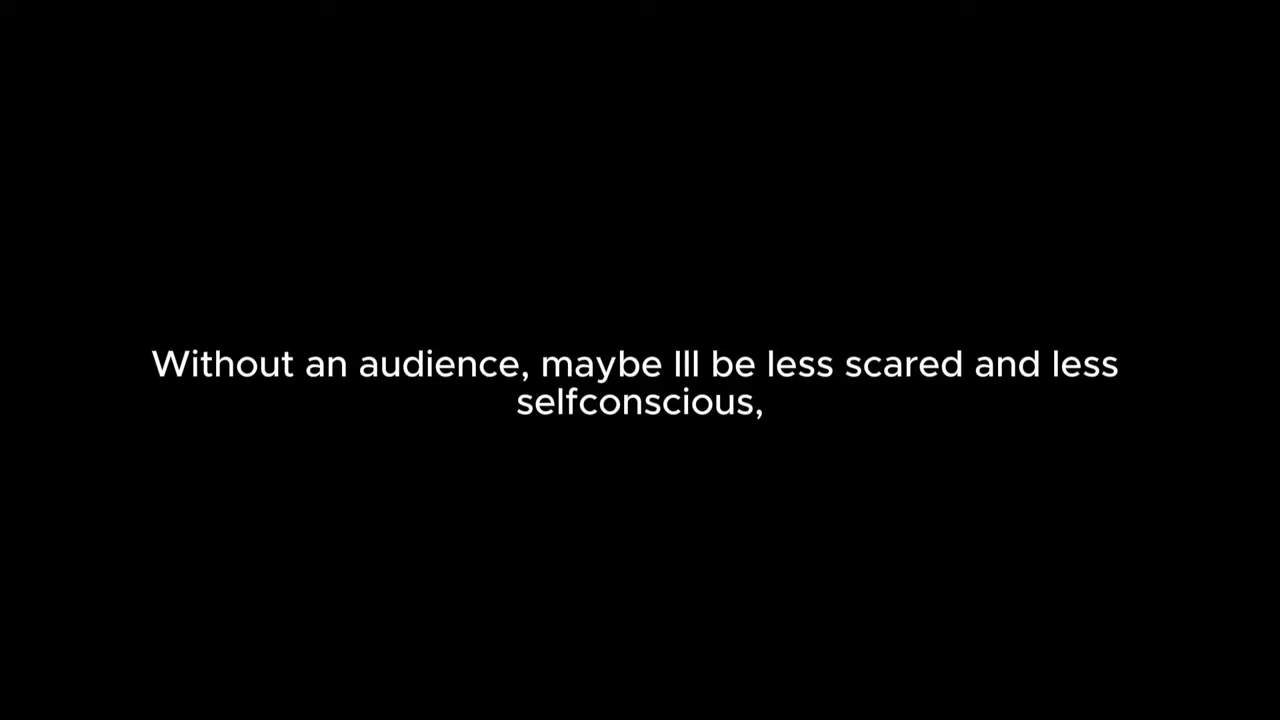 Without an audience, maybe Ill be less scared and less
selfconscious,